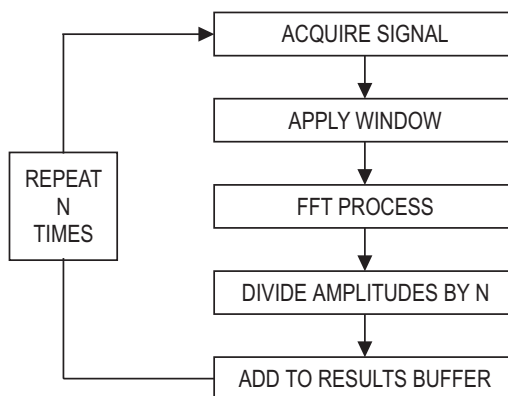 ACQUIRE SIGNAL
APPLY WINDOW
FFT PROCESS
DIVIDE AMPLITUDES BY N
ADD TO RESULTS BUFFER
REPEAT
N
TIMES